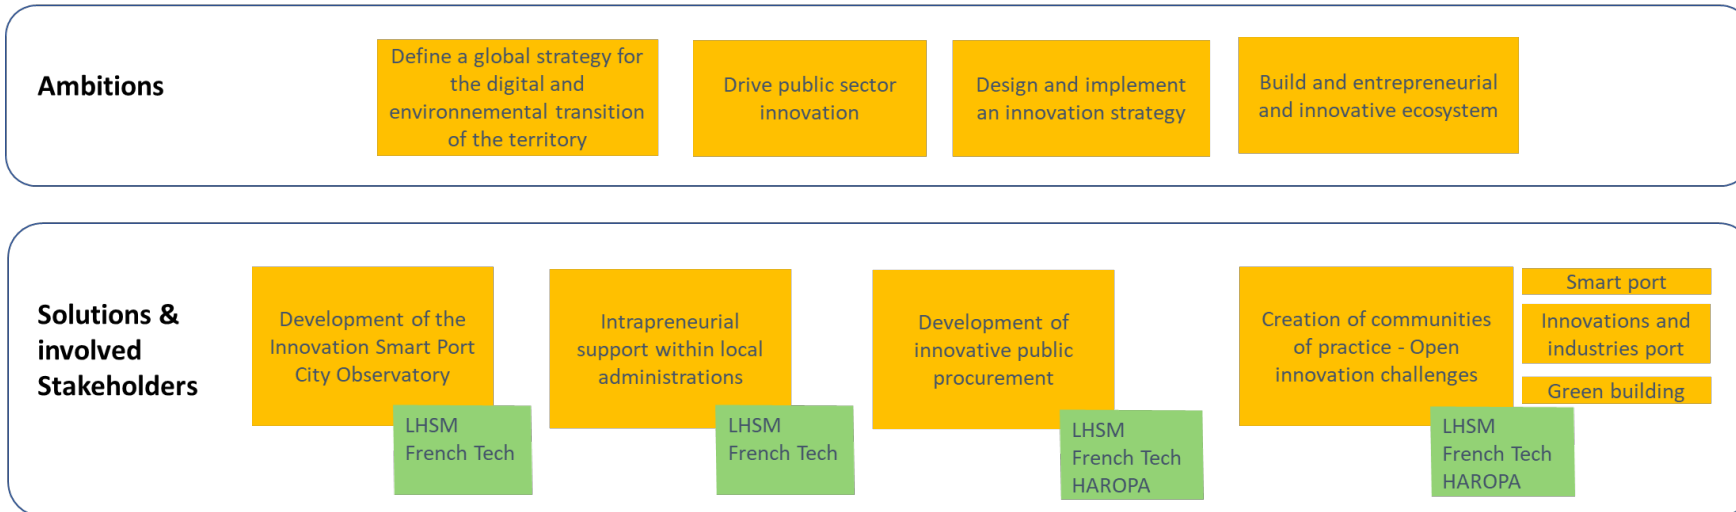 Ambitions
Define a global strategy for
the digital and
environnemental transition
of the territory
Drive public sector
innovation
Design and implement
an innovation strategy
Build and entrepreneurial
and innovative ecosystem
Solutions &
involved
Stakeholders
Development of the
Innovation Smart Port
City Observatory
LHSM
French Tech
Intrapreneurial
support within local
administrations
LHSM
French Tech
Development of
innovative public
procurement
LHSM
French Tech
HAROPA
Creation of communities
of practice - Open
innovation challenges
LHSM
French Tech
HAROPA
Smart port
Innovations and
industries port
Green building